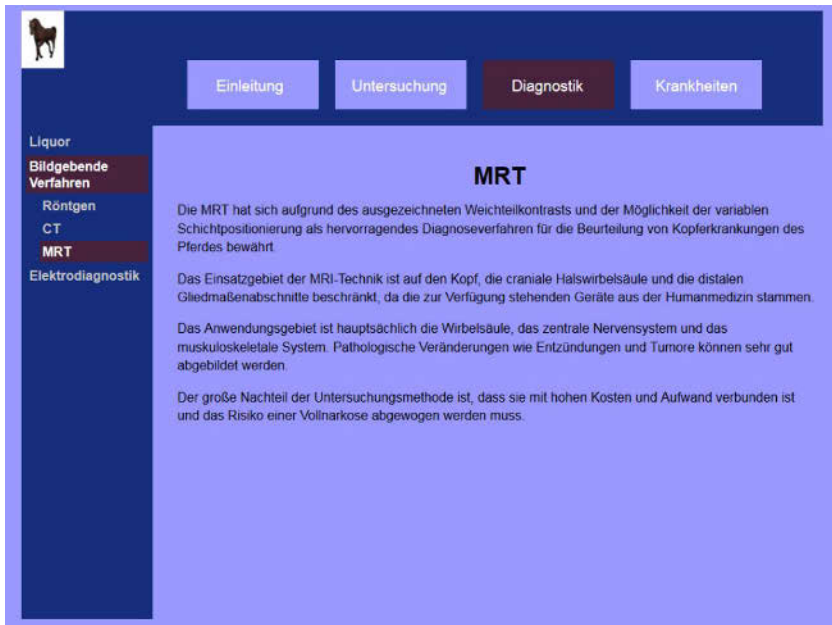 Einleitung
Untersuchung
Diagnostik
Krankheiten
Liquor
Bildgebende
Verfahren
Röntgen
CT
MRT
Elektrodiagnostik
MRT
Die MRT hat sich aufgrund des ausgezeichneten Weichteilkontrasts und der Möglichkeit der variablen
Schichtpositionierung als hervorragendes Diagnoseverfahren für die Beurteilung von Kopferkrankungen des
Pferdes bewährt.
Das Einsatzgebiet der MRI-Technik ist auf den Kopf, die craniale Halswirbelsäule und die distalen
Gliedmaßenabschnitte beschränkt, da die zur Verfügung stehenden Geräte aus der Humanmedizin stammen.
Das Anwendungsgebiet ist hauptsächlich die Wirbelsäule, das zentrale Nervensystem und das
muskuloskeletale System. Pathologische Veränderungen wie Entzündungen und Tumore können sehr gut
abgebildet werden.
Der große Nachteil der Untersuchungsmethode ist, dass sie mit hohen Kosten und Aufwand verbunden ist
und das Risiko einer Vollnarkose abgewogen werden muss.